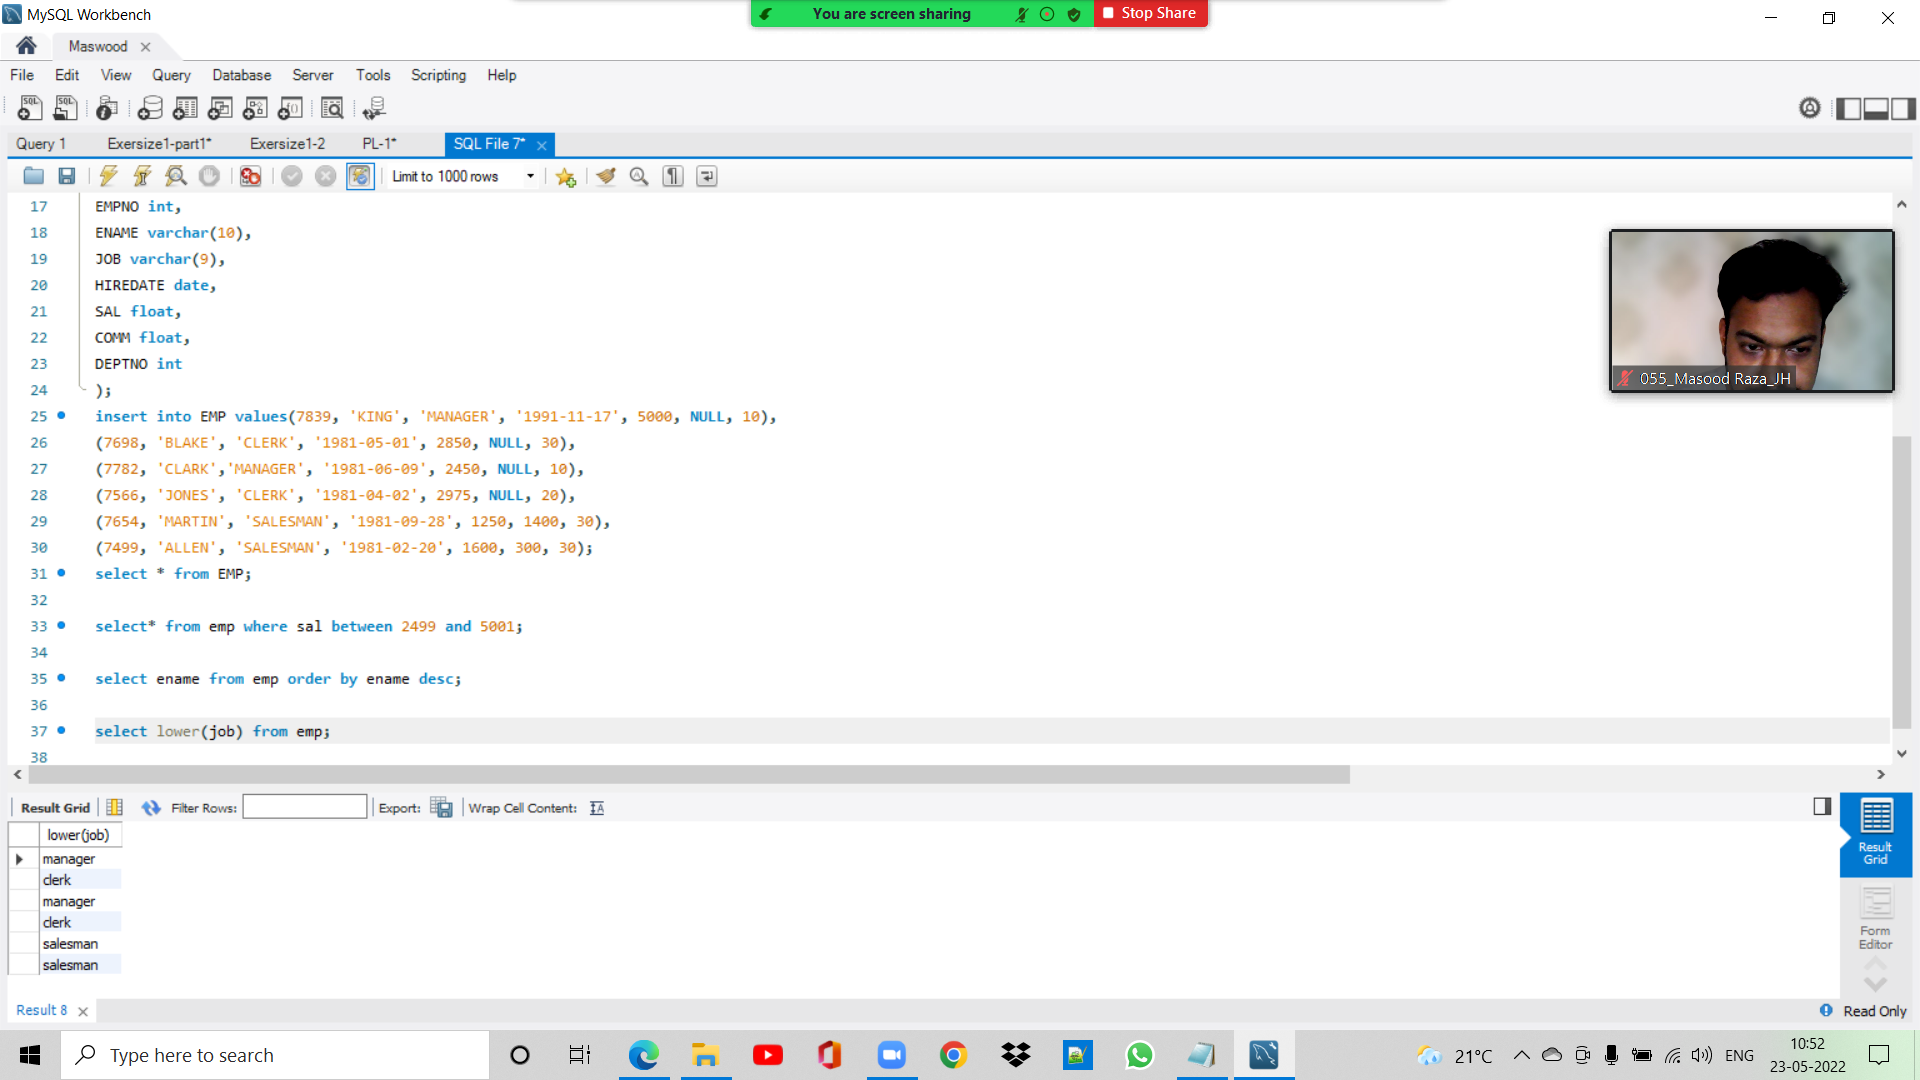 MySQL Workbench
You are screen sharing
Stop Share
Maswood
File Edit View Query Database Server Tools Scripting Help
Query 1 Exersize1-part1* Exersize1-2 PL-1* SQL File 7*
Limit to 1000 rows
17 EMPNO int,
18 ENAME varchar(10),
19 JOB varchar(9),
20 HIREDATE date,
21 SAL float,
22 COMM float,
23 DEPTNO int
24 );
25 insert into EMP values(7839, 'KING', 'MANAGER', '1991-11-17', 5000, NULL, 10),
26 (7698, 'BLAKE', 'CLERK', '1981-05-01', 2850, NULL, 30),
27 (7782, 'CLARK','MANAGER', '1981-06-09', 2450, NULL, 10),
28 (7566, 'JONES', 'CLERK', '1981-04-02', 2975, NULL, 20),
29 (7654, 'MARTIN', 'SALESMAN', '1981-09-28', 1250, 1400, 30),
30 (7499, 'ALLEN', 'SALESMAN', '1981-02-20', 1600, 300, 30);
31 select * from EMP;
32
33 select* from emp where sal between 2499 and 5001;
34
35 select ename from emp order by ename desc;
36
37 select lower(job) from emp;
38
055_Masood Raza_JH
Result Grid Filter Rows: Export: Wrap Cell Content:
lower(job)
manager
clerk
manager
clerk
salesman
salesman
Result
Grid
Form
Editor
Result 8
Read Only
Type here to search
21°C
ENG
10:52
23-05-2022